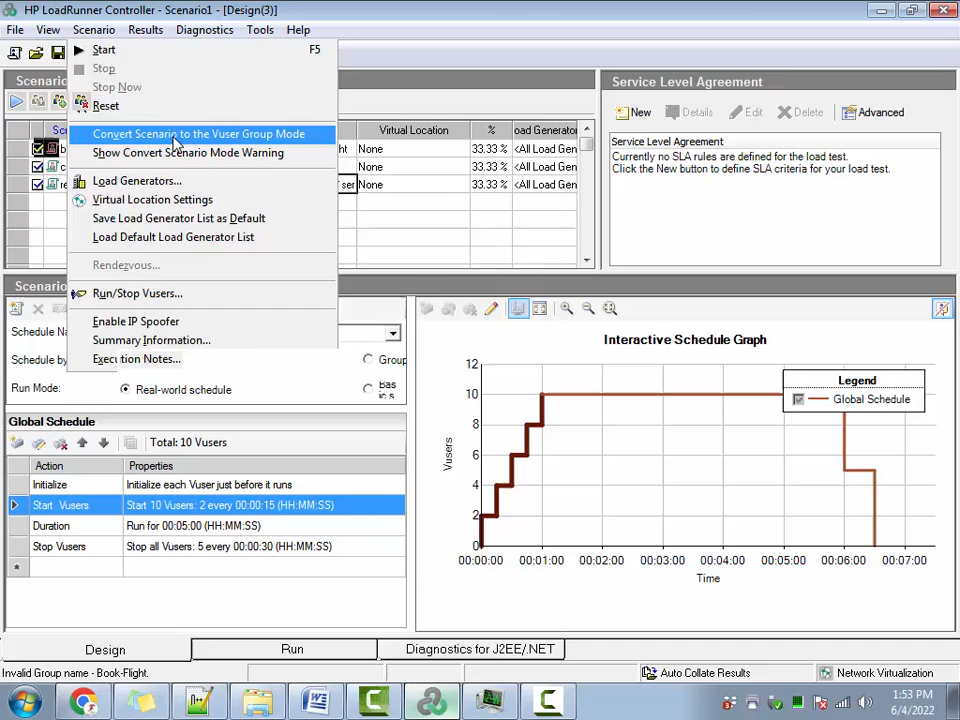 HP LoadRunner Controller - Scenario1 - [Design(3)]
File View Scenario Results Diagnostics Tools Help
Start F5
Stop
Stop Now
Reset
Convert Scenario to the Vuser Group Mode
Show Convert Scenario Mode Warning
Load Generators...
Virtual Location Settings
Save Load Generator List as Default
Load Default Load Generator List
Rendezvous...
Run/Stop Vusers...
Enable IP Spoofer
Summary Information...
Execution Notes...
Virtual Location % oad Generator
None 33.33 % <All Load Gener
None 33.33 % <All Load Gener
None 33.33 % <All Load Gener
Service Level Agreement
New Details Edit Delete Advanced
Service Level Agreement
Currently no SLA rules are defined for the load test.
Click the New button to define SLA criteria for your load test.
Schedule Na
Schedule by
Group
Run Mode: Real-world schedule
Bas
ic s
Global Schedule
Total: 10 Vusers
Action Properties
Initialize Initialize each Vuser just before it runs
Start Vusers Start 10 Vusers: 2 every 00:00:15 (HH:MM:SS)
Duration Run for 00:05:00 (HH:MM:SS)
Stop Vusers Stop all Vusers: 5 every 00:00:30 (HH:MM:SS)
Interactive Schedule Graph
Legend
Global Schedule
Vusers
12
10
8
6
4
2
0
00:00:00 00:01:00 00:02:00 00:03:00 00:04:00 00:05:00 00:06:00 00:07:00
Time
Design Run Diagnostics for J2EE/.NET
Invalid Group name - Book-Flight.
Auto Collate Results Network Virtualization
1:53 PM
6/4/2022